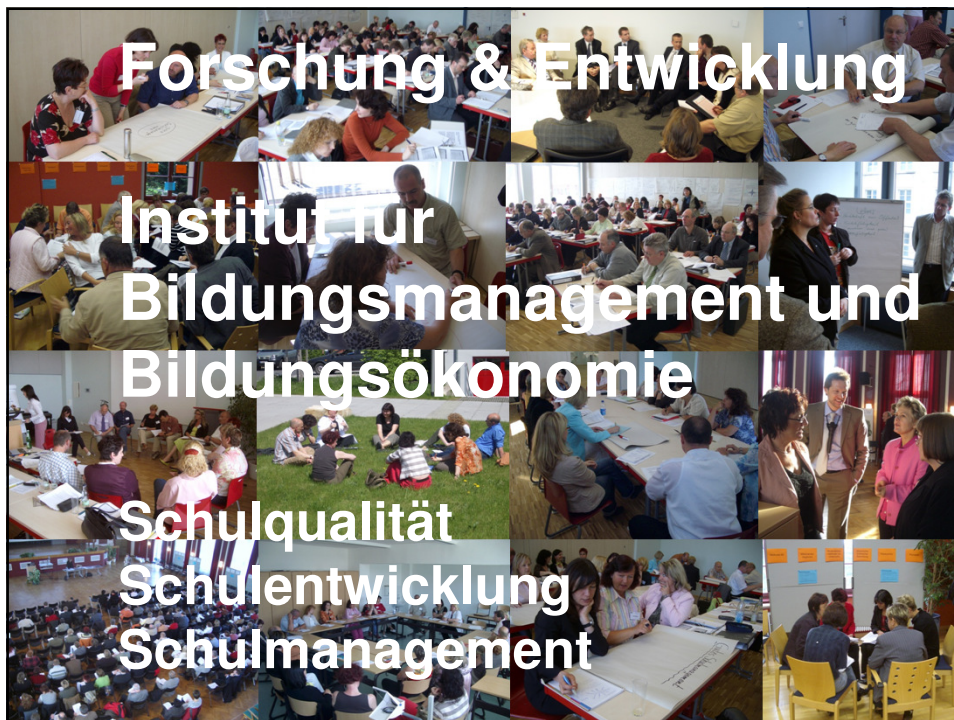 Forschung & Entwicklung
Institut für
Bildungsmanagement und
Bildungsökonomie
Schulqualität
Schulentwicklung
Schulmanagement